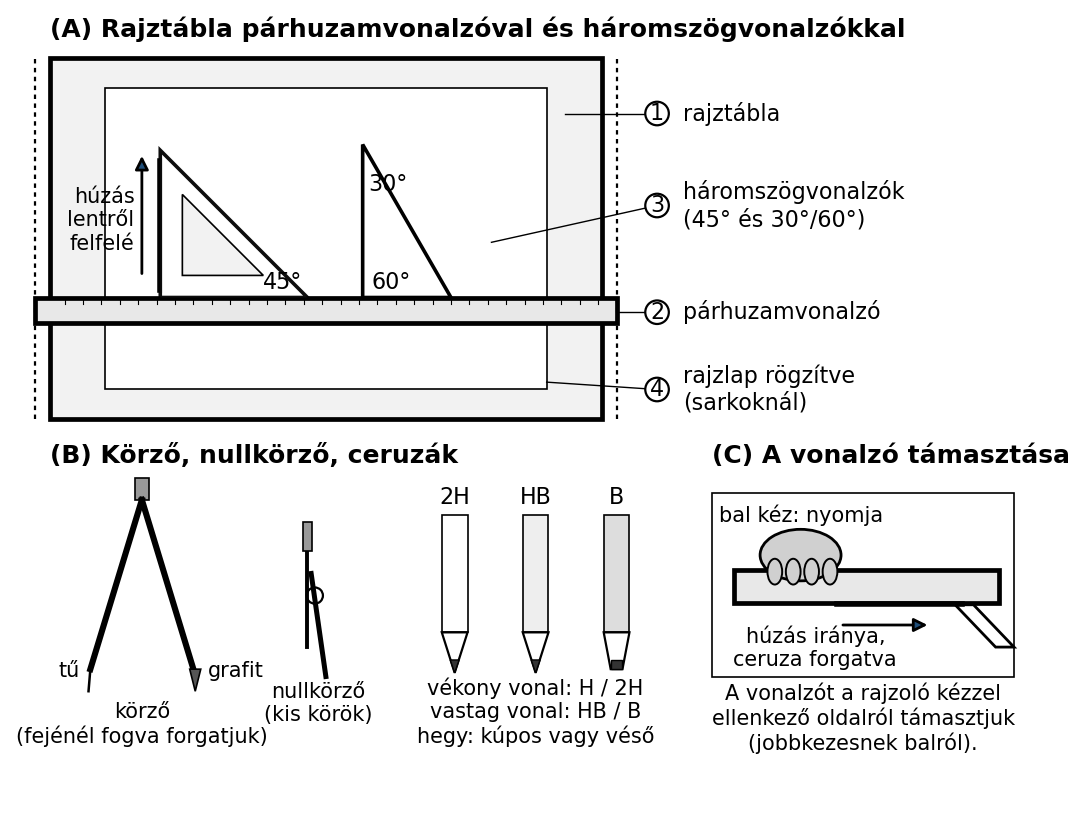 (A) Rajztábla párhuzamvonalzóval és háromszögvonalzókkal
1 rajztábla
30°
húzás
lentről
felfelé
3 háromszögvonalzók
(45° és 30°/60°)
45°
60°
2 párhuzamvonalzó
4 rajzlap rögzítve
(sarkoknál)
(B) Körző, nullkörző, ceruzák
2H
HB
B
tű
grafit
körző
(fejénél fogva forgatjuk)
nullkörző
(kis körök)
vékony vonal: H / 2H
vastag vonal: HB / B
hegy: kúpos vagy véső
(C) A vonalzó támasztása
bal kéz: nyomja
húzás iránya,
ceruza forgatva
A vonalzót a rajzoló kézzel
ellenkező oldalról támasztjuk
(jobbkezesnek balról).